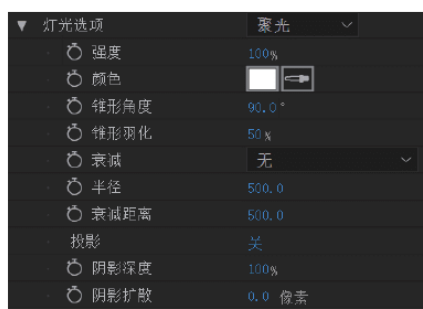 灯光选项 聚光
强度 100%
颜色
锥形角度 90.0°
锥形羽化 50%
衰减 无
半径 500.0
衰减距离 500.0
投影 关
阴影深度 100%
阴影扩散 0.0 像素